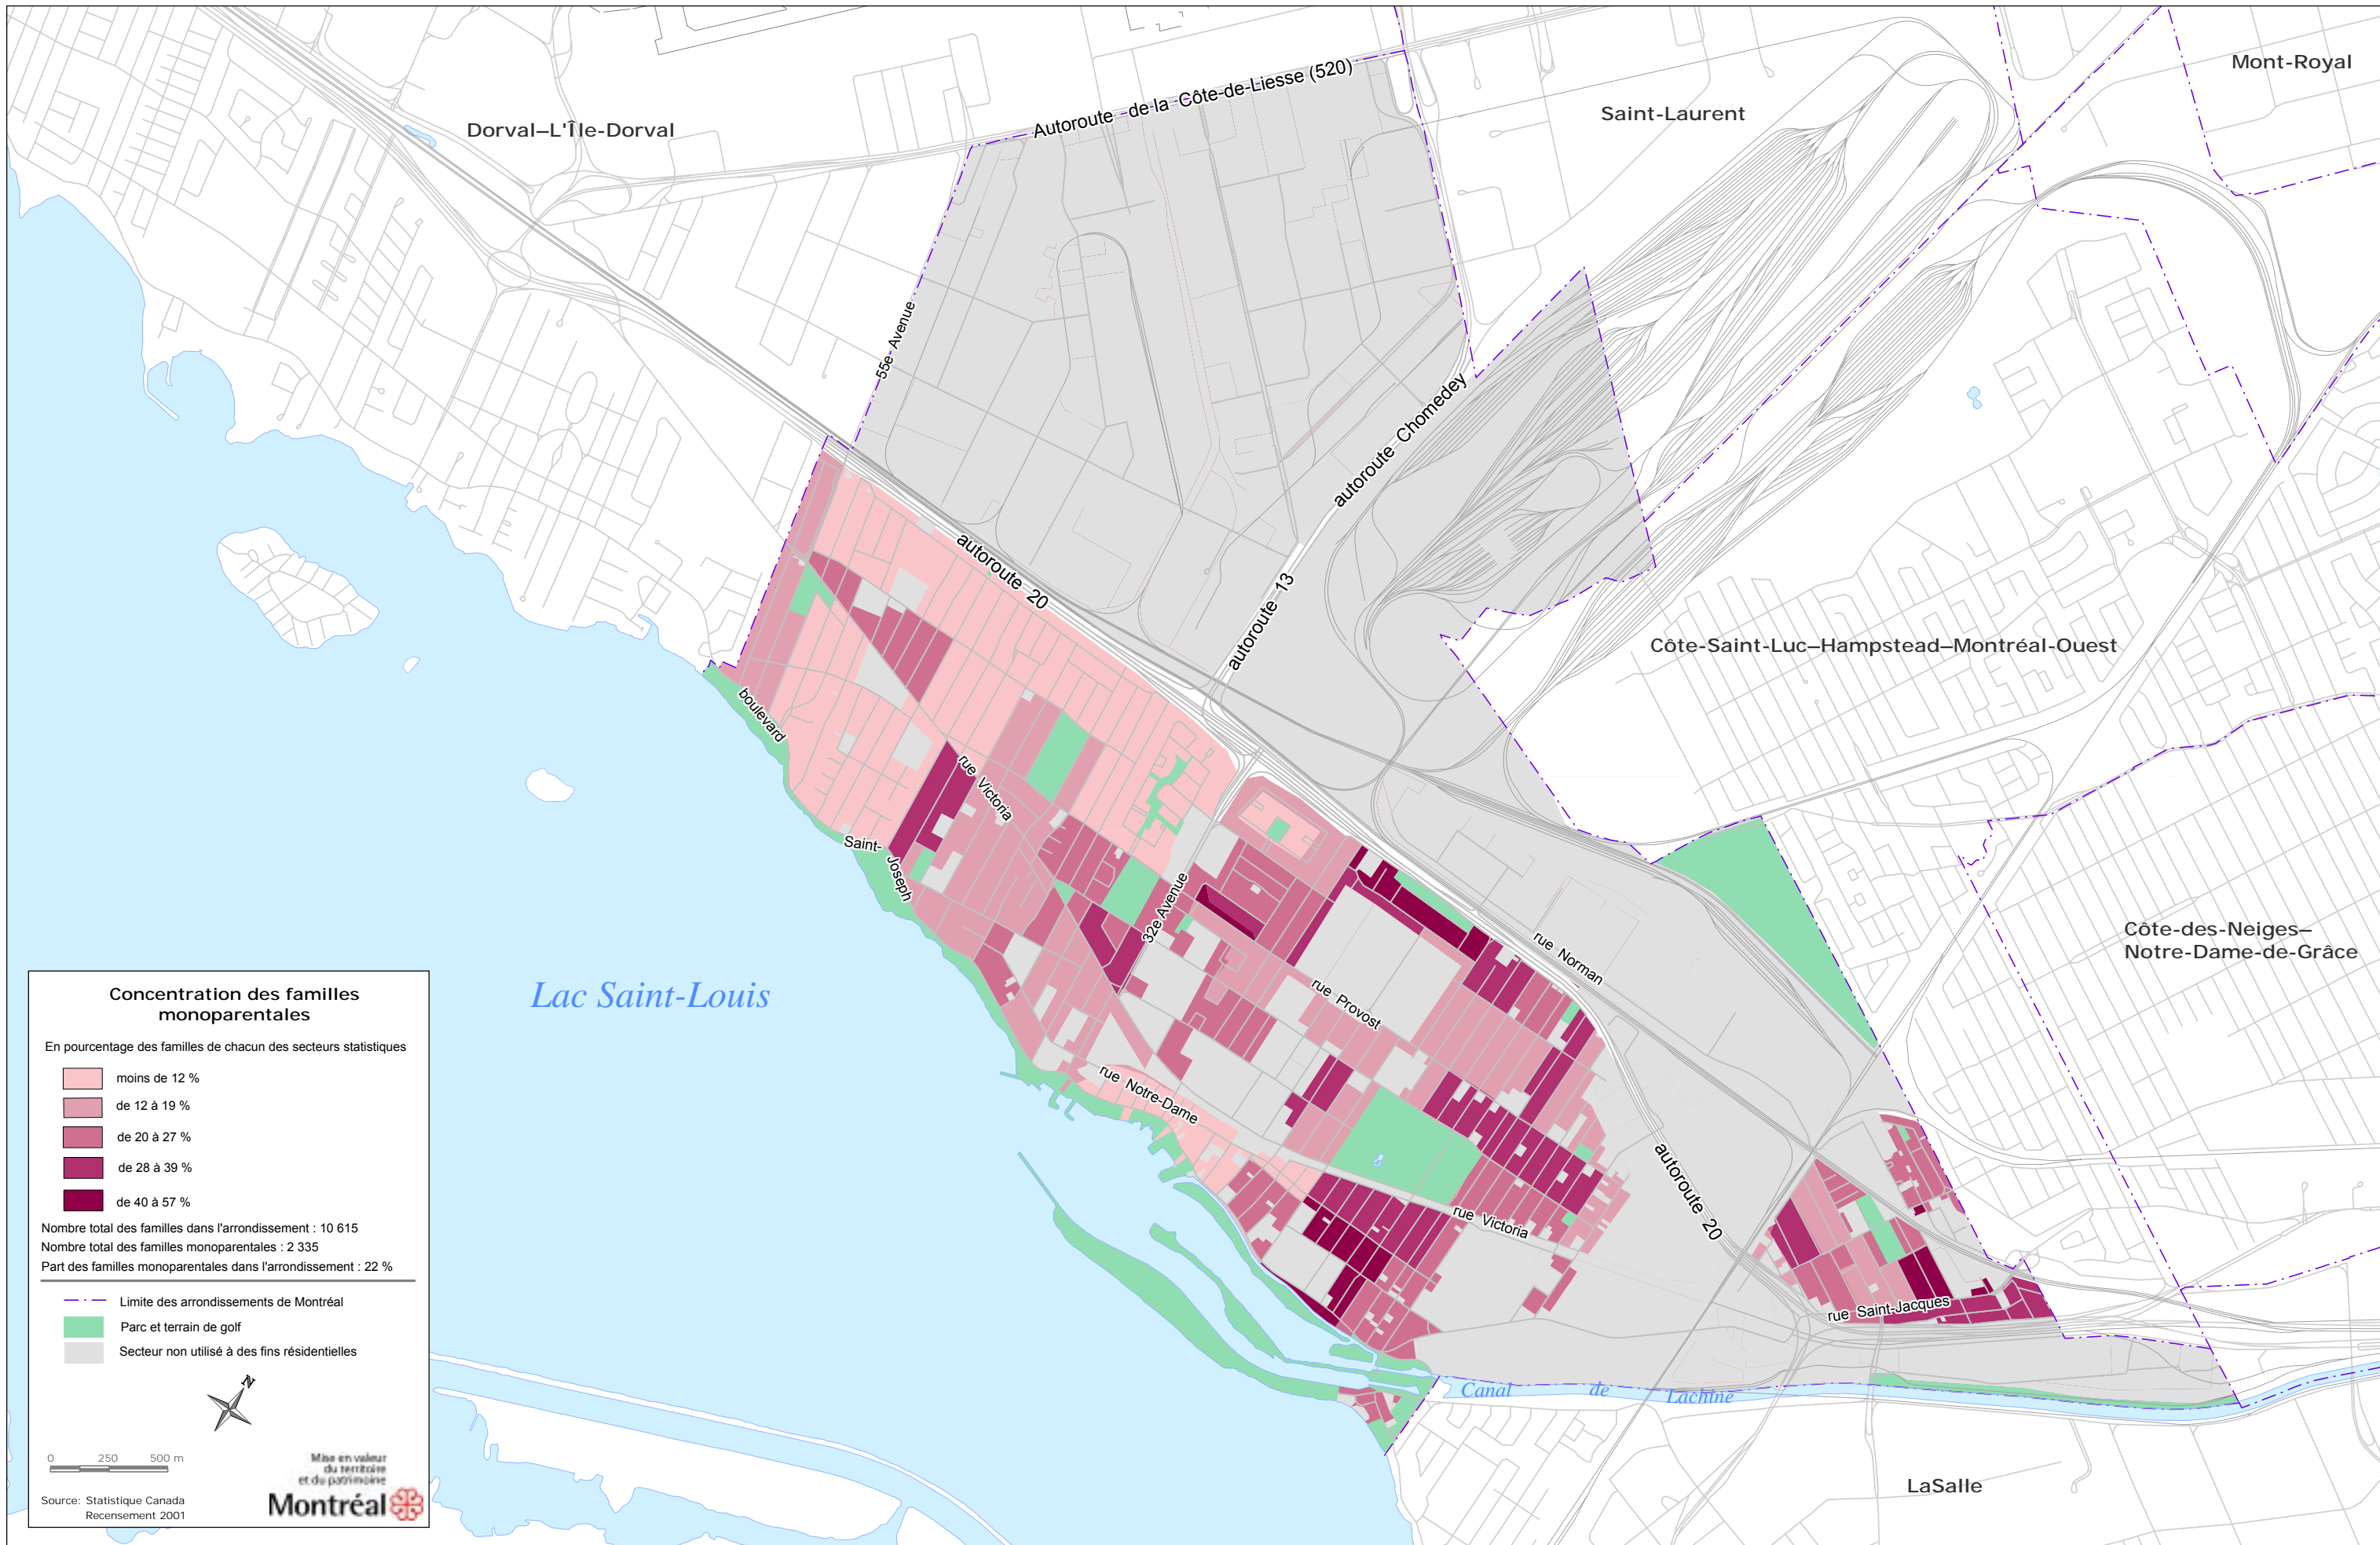 Mont-Royal
Saint-Laurent
Dorval–L'Île-Dorval
Autoroute de la Côte-de-Liesse (520)
55e Avenue
autoroute Chomedey
autoroute 20
autoroute 13
Côte-Saint-Luc–Hampstead–Montréal-Ouest
boulevard
rue Victoria
Saint-
Joseph
32e Avenue
rue Norman
Côte-des-Neiges–
Notre-Dame-de-Grâce
rue Provost
Lac Saint-Louis
rue Notre-Dame
autoroute 20
rue Victoria
rue Saint-Jacques
Canal de Lachine
LaSalle
Concentration des familles
monoparentales
En pourcentage des familles de chacun des secteurs statistiques
moins de 12 %
de 12 à 19 %
de 20 à 27 %
de 28 à 39 %
de 40 à 57 %
Nombre total des familles dans l'arrondissement : 10 615
Nombre total des familles monoparentales : 2 335
Part des familles monoparentales dans l'arrondissement : 22 %
Limite des arrondissements de Montréal
Parc et terrain de golf
Secteur non utilisé à des fins résidentielles
N
0 250 500 m
Mise en valeur
du territoire
et du patrimoine
Montréal
Source: Statistique Canada
Recensement 2001